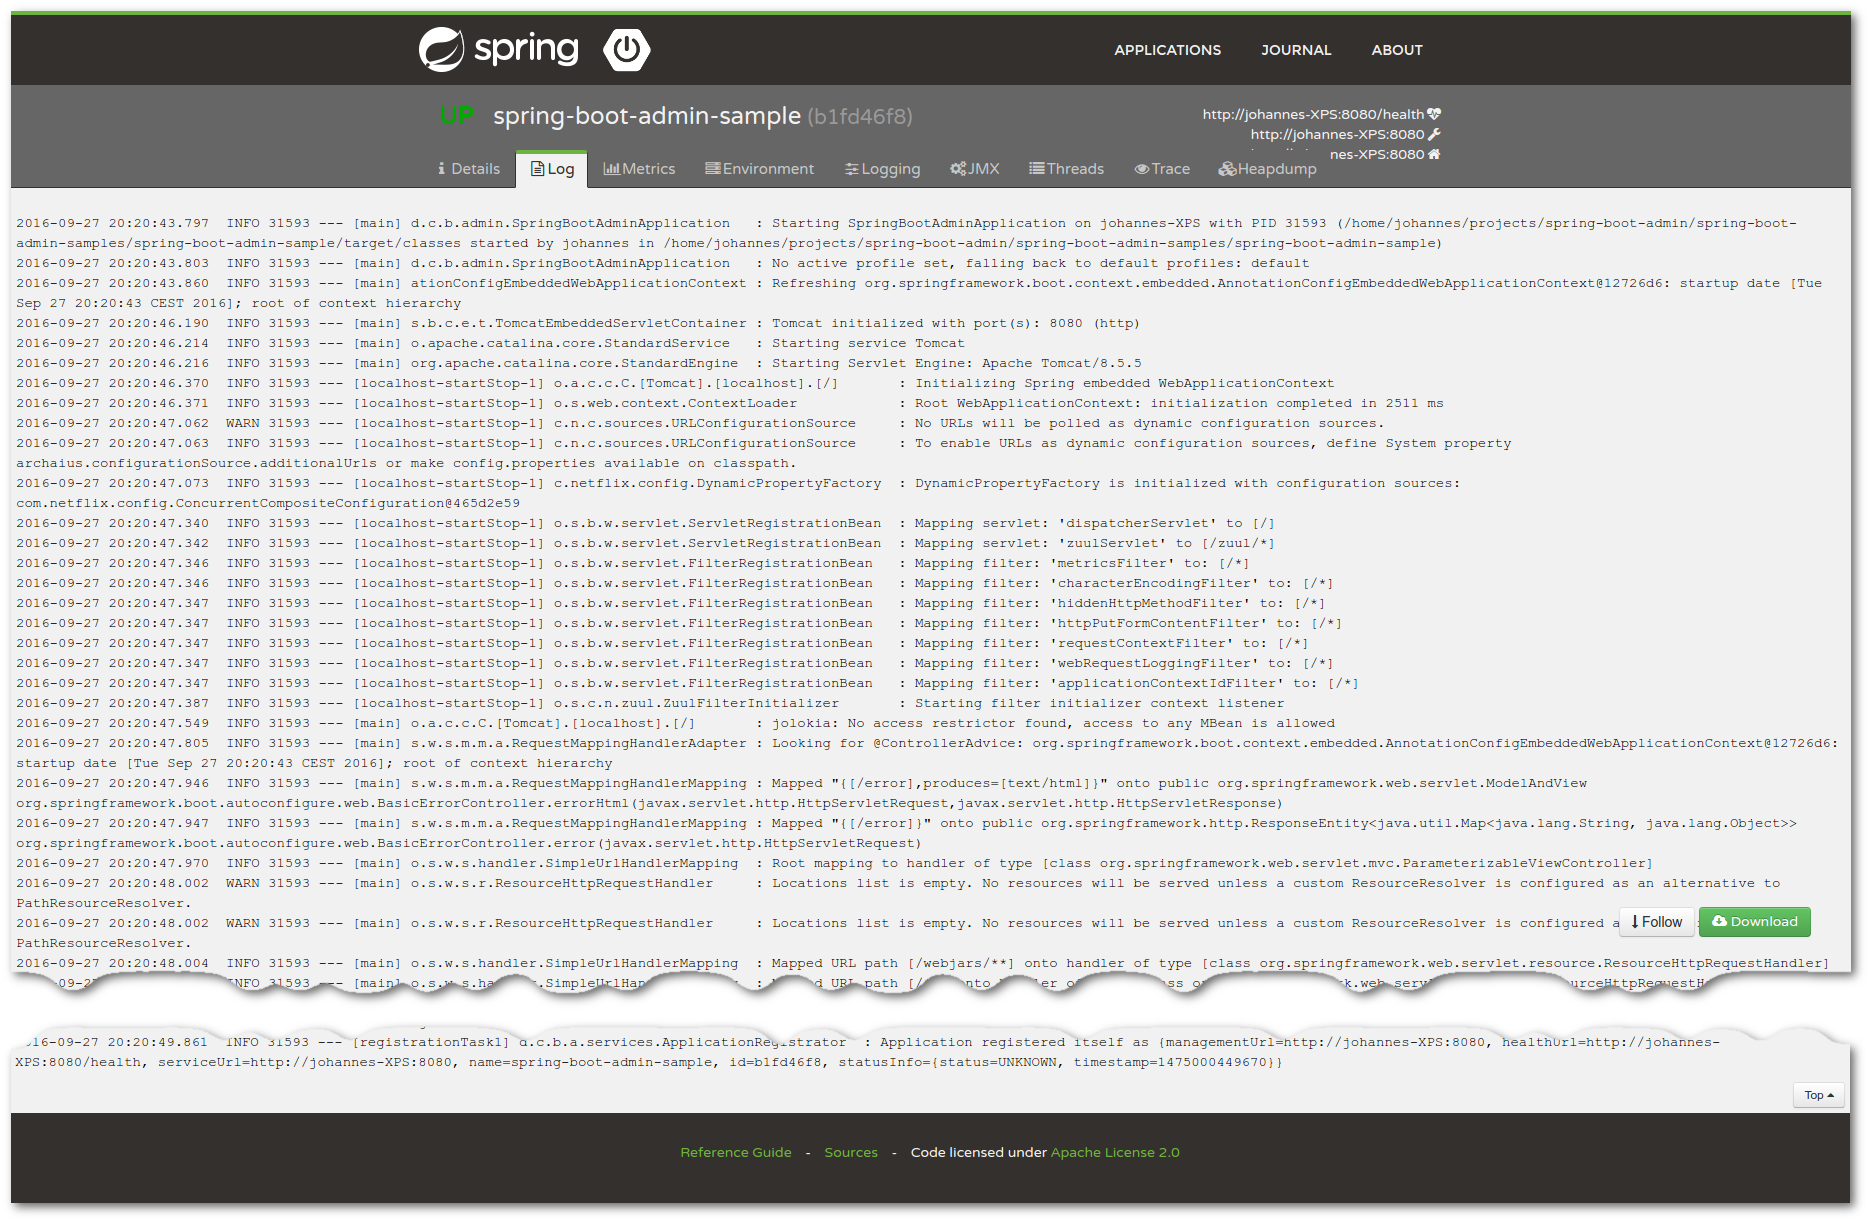 spring
APPLICATIONS JOURNAL ABOUT
UP spring-boot-admin-sample (b1fd46f8)
http://johannes-XPS:8080/health
http://johannes-XPS:8080
nes-XPS:8080
Details Log Metrics Environment Logging JMX Threads Trace Heapdump
2016-09-27 20:20:43.797  INFO 31593 --- [main] d.c.b.admin.SpringBootAdminApplication   : Starting SpringBootAdminApplication on johannes-XPS with PID 31593 (/home/johannes/projects/spring-boot-admin/spring-boot-
admin-samples/spring-boot-admin-sample/target/classes started by johannes in /home/johannes/projects/spring-boot-admin/spring-boot-admin-samples/spring-boot-admin-sample)
2016-09-27 20:20:43.803  INFO 31593 --- [main] d.c.b.admin.SpringBootAdminApplication   : No active profile set, falling back to default profiles: default
2016-09-27 20:20:43.860  INFO 31593 --- [main] ationConfigEmbeddedWebApplicationContext : Refreshing org.springframework.boot.context.embedded.AnnotationConfigEmbeddedWebApplicationContext@12726d6: startup date [Tue
Sep 27 20:20:43 CEST 2016]; root of context hierarchy
2016-09-27 20:20:46.190  INFO 31593 --- [main] s.b.c.e.t.TomcatEmbeddedServletContainer : Tomcat initialized with port(s): 8080 (http)
2016-09-27 20:20:46.214  INFO 31593 --- [main] o.apache.catalina.core.StandardService   : Starting service Tomcat
2016-09-27 20:20:46.216  INFO 31593 --- [main] org.apache.catalina.core.StandardEngine  : Starting Servlet Engine: Apache Tomcat/8.5.5
2016-09-27 20:20:46.370  INFO 31593 --- [localhost-startStop-1] o.a.c.c.C.[Tomcat].[localhost].[/]       : Initializing Spring embedded WebApplicationContext
2016-09-27 20:20:46.371  INFO 31593 --- [localhost-startStop-1] o.s.web.context.ContextLoader            : Root WebApplicationContext: initialization completed in 2511 ms
2016-09-27 20:20:47.062  WARN 31593 --- [localhost-startStop-1] c.n.c.sources.URLConfigurationSource     : No URLs will be polled as dynamic configuration sources.
2016-09-27 20:20:47.063  INFO 31593 --- [localhost-startStop-1] c.n.c.sources.URLConfigurationSource     : To enable URLs as dynamic configuration sources, define System property
archaius.configurationSource.additionalUrls or make config.properties available on classpath.
2016-09-27 20:20:47.073  INFO 31593 --- [localhost-startStop-1] c.netflix.config.DynamicPropertyFactory  : DynamicPropertyFactory is initialized with configuration sources:
com.netflix.config.ConcurrentCompositeConfiguration@465d2e59
2016-09-27 20:20:47.340  INFO 31593 --- [localhost-startStop-1] o.s.b.w.servlet.ServletRegistrationBean  : Mapping servlet: 'dispatcherServlet' to [/]
2016-09-27 20:20:47.342  INFO 31593 --- [localhost-startStop-1] o.s.b.w.servlet.ServletRegistrationBean  : Mapping servlet: 'zuulServlet' to [/zuul/*]
2016-09-27 20:20:47.346  INFO 31593 --- [localhost-startStop-1] o.s.b.w.servlet.FilterRegistrationBean   : Mapping filter: 'metricsFilter' to: [/*]
2016-09-27 20:20:47.346  INFO 31593 --- [localhost-startStop-1] o.s.b.w.servlet.FilterRegistrationBean   : Mapping filter: 'characterEncodingFilter' to: [/*]
2016-09-27 20:20:47.347  INFO 31593 --- [localhost-startStop-1] o.s.b.w.servlet.FilterRegistrationBean   : Mapping filter: 'hiddenHttpMethodFilter' to: [/*]
2016-09-27 20:20:47.347  INFO 31593 --- [localhost-startStop-1] o.s.b.w.servlet.FilterRegistrationBean   : Mapping filter: 'httpPutFormContentFilter' to: [/*]
2016-09-27 20:20:47.347  INFO 31593 --- [localhost-startStop-1] o.s.b.w.servlet.FilterRegistrationBean   : Mapping filter: 'requestContextFilter' to: [/*]
2016-09-27 20:20:47.347  INFO 31593 --- [localhost-startStop-1] o.s.b.w.servlet.FilterRegistrationBean   : Mapping filter: 'webRequestLoggingFilter' to: [/*]
2016-09-27 20:20:47.347  INFO 31593 --- [localhost-startStop-1] o.s.b.w.servlet.FilterRegistrationBean   : Mapping filter: 'applicationContextIdFilter' to: [/*]
2016-09-27 20:20:47.387  INFO 31593 --- [localhost-startStop-1] o.s.c.n.zuul.ZuulFilterInitializer       : Starting filter initializer context listener
2016-09-27 20:20:47.549  INFO 31593 --- [main] o.a.c.c.C.[Tomcat].[localhost].[/]       : jolokia: No access restrictor found, access to any MBean is allowed
2016-09-27 20:20:47.805  INFO 31593 --- [main] s.w.s.m.m.a.RequestMappingHandlerAdapter : Looking for @ControllerAdvice: org.springframework.boot.context.embedded.AnnotationConfigEmbeddedWebApplicationContext@12726d6:
startup date [Tue Sep 27 20:20:43 CEST 2016]; root of context hierarchy
2016-09-27 20:20:47.946  INFO 31593 --- [main] s.w.s.m.m.a.RequestMappingHandlerMapping : Mapped "{[/error],produces=[text/html]}" onto public org.springframework.web.servlet.ModelAndView
org.springframework.boot.autoconfigure.web.BasicErrorController.errorHtml(javax.servlet.http.HttpServletRequest,javax.servlet.http.HttpServletResponse)
2016-09-27 20:20:47.947  INFO 31593 --- [main] s.w.s.m.m.a.RequestMappingHandlerMapping : Mapped "{[/error]}" onto public org.springframework.http.ResponseEntity<java.util.Map<java.lang.String, java.lang.Object>>
org.springframework.boot.autoconfigure.web.BasicErrorController.error(javax.servlet.http.HttpServletRequest)
2016-09-27 20:20:47.970  INFO 31593 --- [main] o.s.w.s.handler.SimpleUrlHandlerMapping  : Root mapping to handler of type [class org.springframework.web.servlet.mvc.ParameterizableViewController]
2016-09-27 20:20:48.002  WARN 31593 --- [main] o.s.w.s.r.ResourceHttpRequestHandler     : Locations list is empty. No resources will be served unless a custom ResourceResolver is configured as an alternative to
PathResourceResolver.
2016-09-27 20:20:48.002  WARN 31593 --- [main] o.s.w.s.r.ResourceHttpRequestHandler     : Locations list is empty. No resources will be served unless a custom ResourceResolver is configured
PathResourceResolver.
Follow Download
2016-09-27 20:20:48.004  INFO 31593 --- [main] o.s.w.s.handler.SimpleUrlHandlerMapping  : Mapped URL path [/webjars/**] onto handler of type [class org.springframework.web.servlet.resource.ResourceHttpRequestHandler]
-09-27 20:20:49.861  INFO 31593 --- [registrationTask1] d.c.b.a.services.ApplicationRegistrator  : Application registered itself as {managementUrl=http://johannes-XPS:8080, healthUrl=http://johannes-
XPS:8080/health, serviceUrl=http://johannes-XPS:8080, name=spring-boot-admin-sample, id=b1fd46f8, statusInfo={status=UNKNOWN, timestamp=1475000449670}}
Top
Reference Guide - Sources - Code licensed under Apache License 2.0